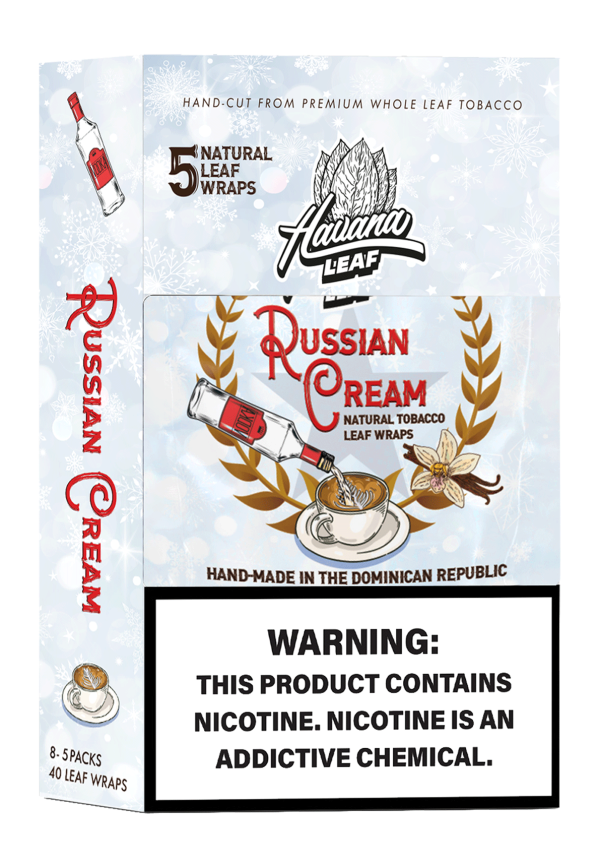 HAND-CUT FROM PREMIUM WHOLE LEAF TOBACCO
5 NATURAL
LEAF
WRAPS
Havana
LEAF
RUSSIAN
CREAM
NATURAL TOBACCO
LEAF WRAPS
HAND-MADE IN THE DOMINICAN REPUBLIC
WARNING:
THIS PRODUCT CONTAINS
NICOTINE. NICOTINE IS AN
ADDICTIVE CHEMICAL.
RUSSIAN CREAM
8-5 PACKS
40 LEAF WRAPS